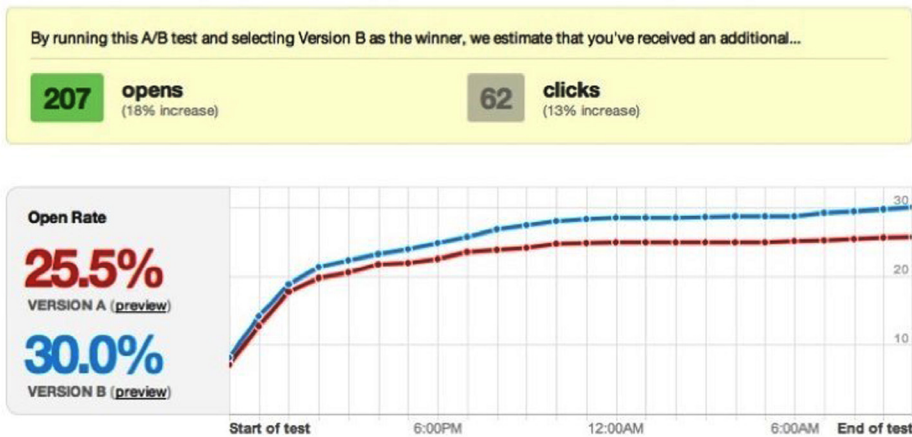 By running this A/B test and selecting Version B as the winner, we estimate that you've received an additional...
207 opens (18% increase)
62 clicks (13% increase)
Open Rate
25.5%
VERSION A (preview)
30.0%
VERSION B (preview)
30
20
10
Start of test 6:00PM 12:00AM 6:00AM End of test